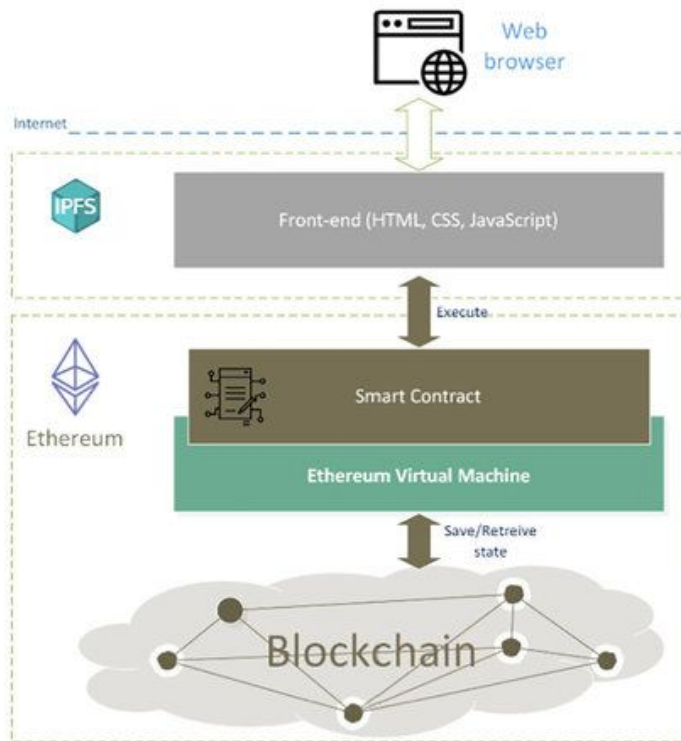 Web
browser
Internet
IPFS
Front-end (HTML, CSS, JavaScript)
Execute
Smart Contract
Ethereum
Ethereum Virtual Machine
Save/Retreive
state
Blockchain